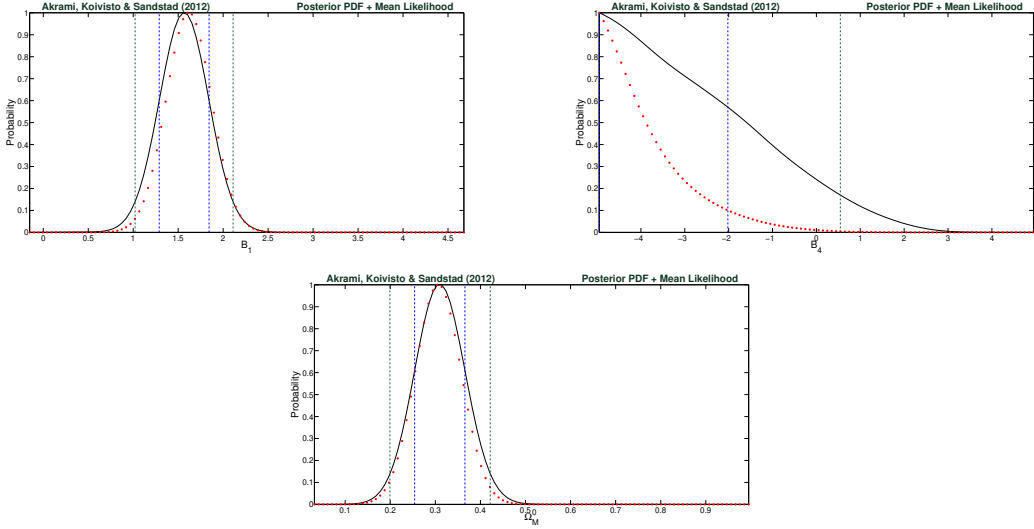 Akrami, Koivisto & Sandstad (2012) Posterior PDF + Mean Likelihood
Probability
1
0.9
0.8
0.7
0.6
0.5
0.4
0.3
0.2
0.1
0
0 0.5 1 1.5 2 2.5 3 3.5 4 4.5
B1
Akrami, Koivisto & Sandstad (2012) Posterior PDF + Mean Likelihood
Probability
1
0.9
0.8
0.7
0.6
0.5
0.4
0.3
0.2
0.1
0
−4 −3 −2 −1 0 1 2 3 4
B4
Akrami, Koivisto & Sandstad (2012) Posterior PDF + Mean Likelihood
Probability
1
0.9
0.8
0.7
0.6
0.5
0.4
0.3
0.2
0.1
0
0.1 0.2 0.3 0.4 0.5 0.6 0.7 0.8 0.9
Ω0M